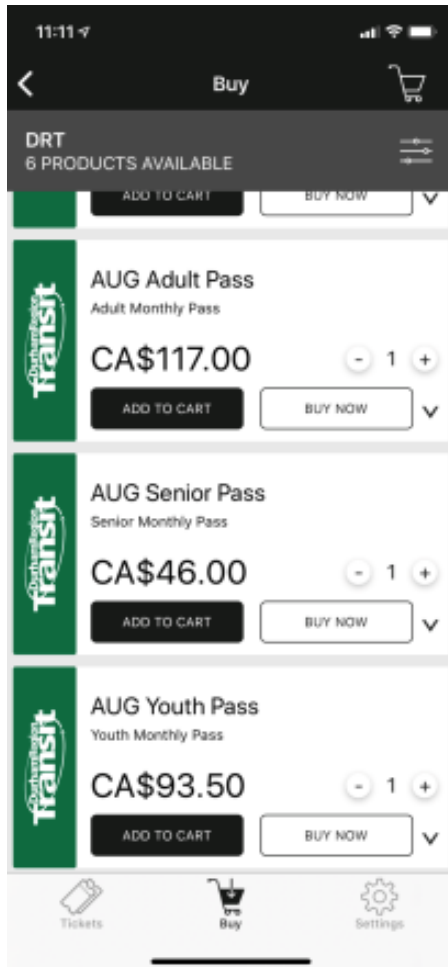 11:11
Buy
DRT
6 PRODUCTS AVAILABLE
ADD TO CART BUY NOW
DurhamRegion
Transit
AUG Adult Pass
Adult Monthly Pass
CA$117.00 - 1 +
ADD TO CART BUY NOW
DurhamRegion
Transit
AUG Senior Pass
Senior Monthly Pass
CA$46.00 - 1 +
ADD TO CART BUY NOW
DurhamRegion
Transit
AUG Youth Pass
Youth Monthly Pass
CA$93.50 - 1 +
ADD TO CART BUY NOW
Tickets Buy Settings